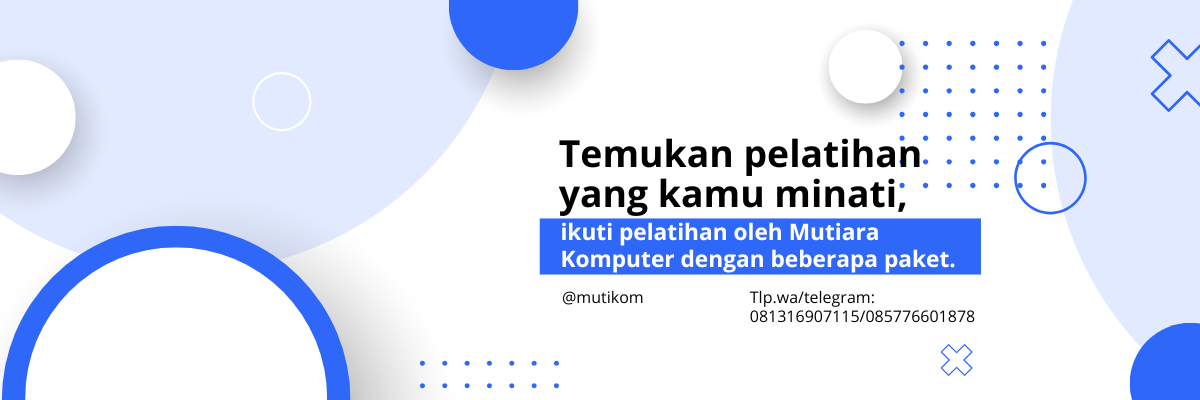 Temukan pelatihan
yang kamu minati,
ikuti pelatihan oleh Mutiara
Komputer dengan beberapa paket.
@mutikom
Tlp.wa/telegram:
081316907115/085776601878